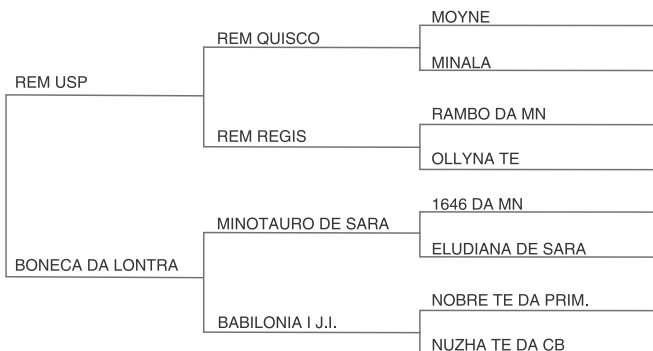 MOYNE
REM QUISCO
MINALA
REM USP
RAMBO DA MN
REM REGIS
OLLYNA TE
1646 DA MN
MINOTAURO DE SARA
ELUDIANA DE SARA
BONECA DA LONTRA
NOBRE TE DA PRIM.
BABILONIA I J.I.
NUZHA TE DA CB